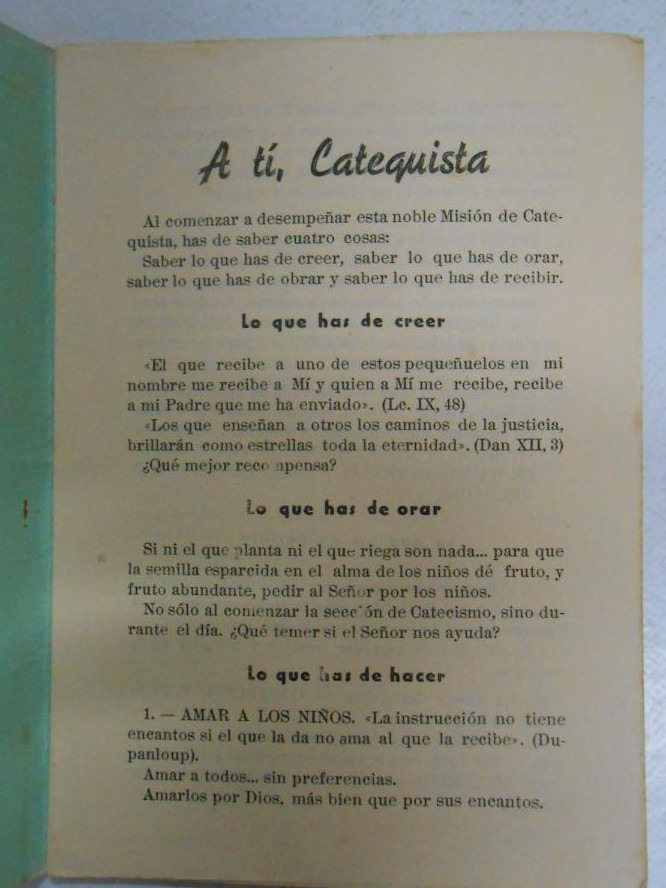 A tí, Catequista
Al comenzar a desempeñar esta noble Misión de Cate-
quista, has de saber cuatro cosas:
Saber lo que has de creer, saber lo que has de orar,
saber lo que has de obrar y saber lo que has de recibir.
Lo que has de creer
«El que recibe a uno de estos pequeñuelos en mi
nombre me recibe a Mí y quien a Mí me recibe, recibe
a mi Padre que me ha enviado». (Lc. IX, 48)
«Los que enseñan a otros los caminos de la justicia,
brillarán como estrellas toda la eternidad». (Dan XII, 3)
¿Qué mejor recompensa?
Lo que has de orar
Si ni el que planta ni el que riega son nada... para que
la semilla esparcida en el alma de los niños dé fruto, y
fruto abundante, pedir al Señor por los niños.
No sólo al comenzar la sección de Catecismo, sino du-
rante el día. ¿Qué temer si el Señor nos ayuda?
Lo que has de hacer
1. — AMAR A LOS NIÑOS. «La instrucción no tiene
encantos si el que la da no ama al que la recibe». (Du-
panloup).
Amar a todos... sin preferencias.
Amarlos por Dios, más bien que por sus encantos.